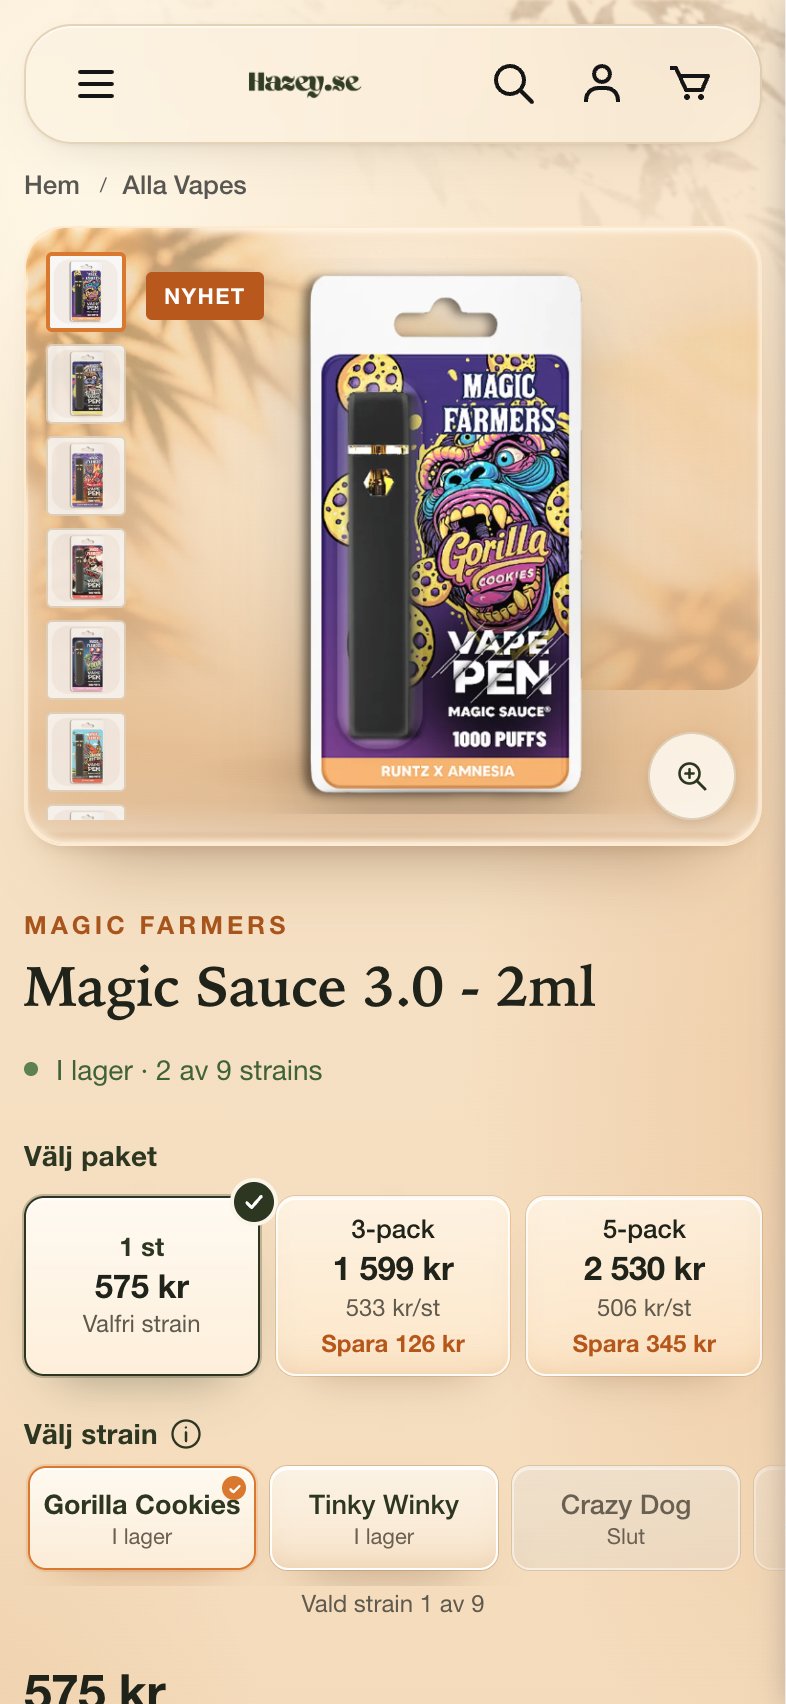 Hazey.se
Hem / Alla Vapes
NYHET
MAGIC
FARMERS
Gorilla
COOKIES
VAPE
PEN
MAGIC SAUCE®
1000 PUFFS
RUNTZ X AMNESIA
MAGIC FARMERS
Magic Sauce 3.0 - 2ml
I lager · 2 av 9 strains
Välj paket
1 st
575 kr
Valfri strain
3-pack
1 599 kr
533 kr/st
Spara 126 kr
5-pack
2 530 kr
506 kr/st
Spara 345 kr
Välj strain
Gorilla Cookies
I lager
Tinky Winky
I lager
Crazy Dog
Slut
Vald strain 1 av 9
575 kr